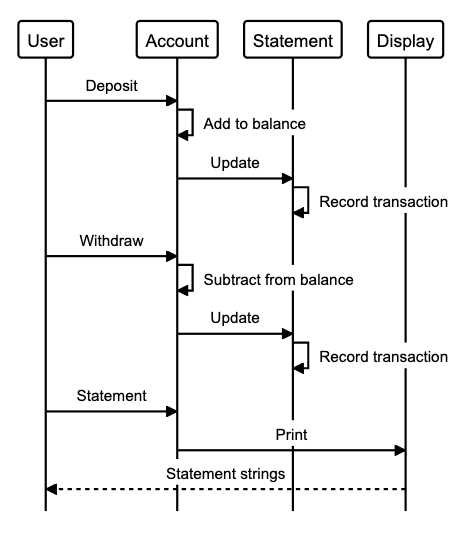 User Account Statement Display
Deposit
Add to balance
Update
Record transaction
Withdraw
Subtract from balance
Update
Record transaction
Statement
Print
Statement strings